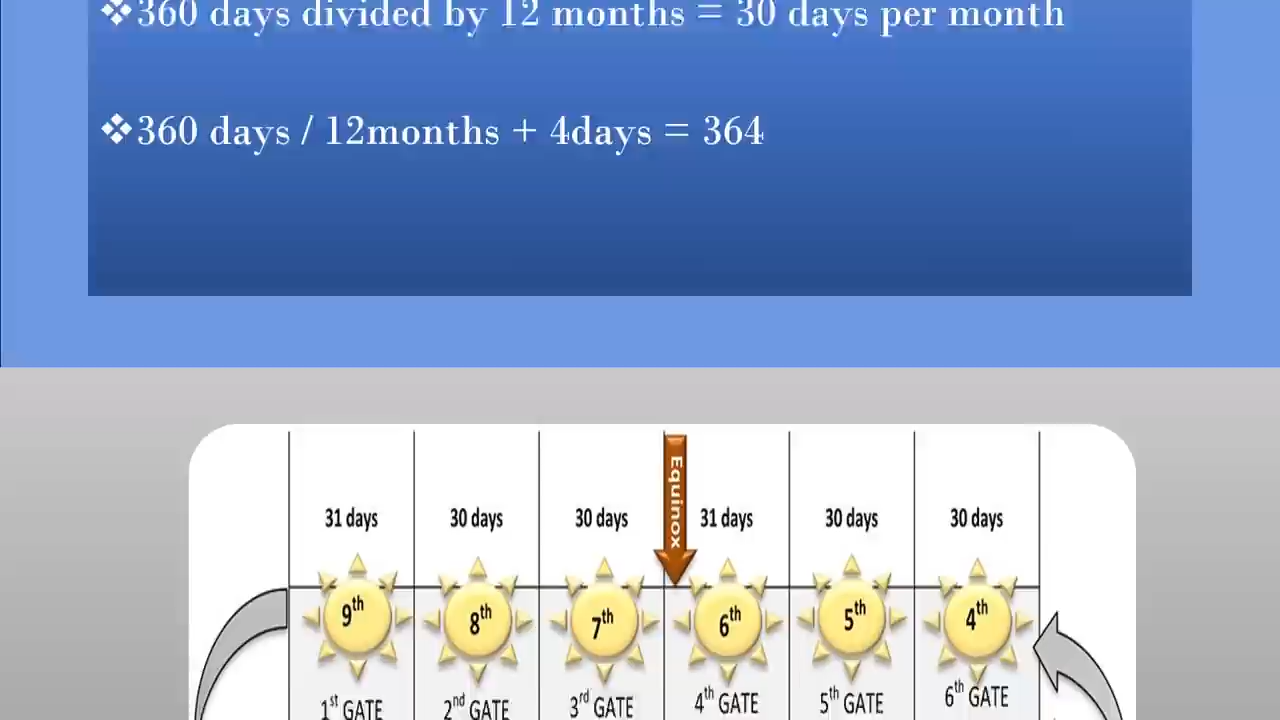 ❖360 days divided by 12 months = 30 days per month
❖360 days / 12months + 4days = 364
Equinox
31 days 30 days 30 days 31 days 30 days 30 days
9th 8th 7th 6th 5th 4th
1st GATE 2nd GATE 3rd GATE 4th GATE 5th GATE 6th GATE